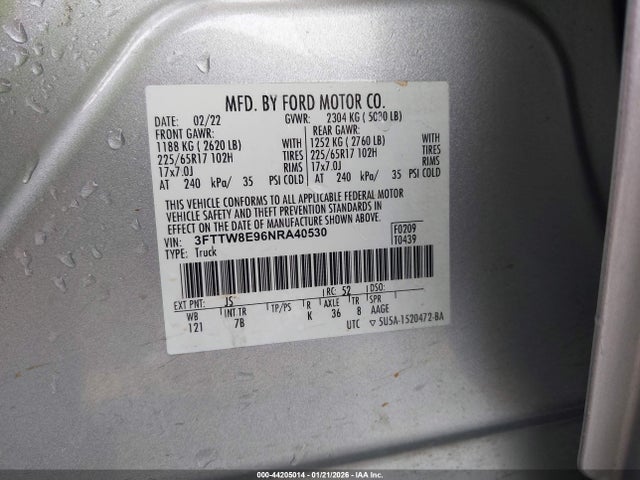 MFD. BY FORD MOTOR CO.
DATE: 02/22 GVWR: 2304 KG ( 5080 LB)
FRONT GAWR: REAR GAWR:
1188 KG ( 2620 LB) WITH 1252 KG ( 2760 LB) WITH
225/65R17 102H TIRES 225/65R17 102H TIRES
17x7.0J RIMS 17x7.0J RIMS
AT 240 kPa/ 35 PSI COLD AT 240 kPa/ 35 PSI COLD
THIS VEHICLE CONFORMS TO ALL APPLICABLE FEDERAL MOTOR
VEHICLE SAFETY AND THEFT PREVENTION STANDARDS IN
EFFECT ON THE DATE OF MANUFACTURE SHOWN ABOVE.
VIN: 3FTTW8E96NRA40530 F0209
TYPE: Truck T0439
EXT PNT: JS RC: 52 DSO:
WB INT TR TP/PS R AXLE TR SPR
121 7B K 36 8 AAGE
UTC ▽ 5U5A-1520472-BA
000-44205014 - 01/21/2026 - IAAI